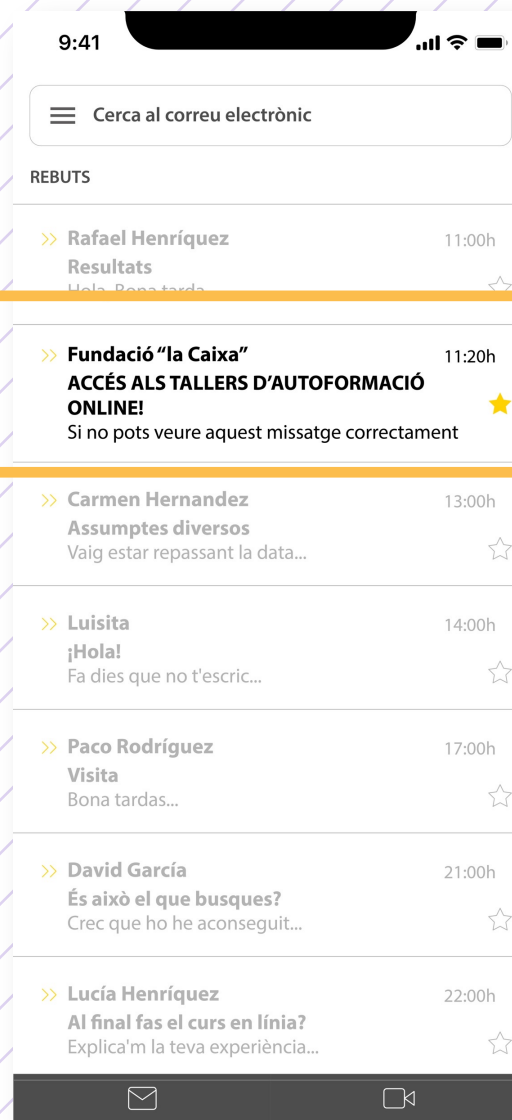 9:41
Cerca al correu electrònic
REBUTS
Rafael Henríquez 11:00h
Resultats
Hola, Bona tarda
Fundació “la Caixa” 11:20h
ACCÉS ALS TALLERS D’AUTOFORMACIÓ
ONLINE!
Si no pots veure aquest missatge correctament
Carmen Hernandez 13:00h
Assumptes diversos
Vaig estar repassant la data...
Luisita 14:00h
¡Hola!
Fa dies que no t'escric...
Paco Rodríguez 17:00h
Visita
Bona tardas...
David García 21:00h
És això el que busques?
Crec que ho he aconseguit...
Lucía Henríquez 22:00h
Al final fas el curs en línia?
Explica'm la teva experiència...